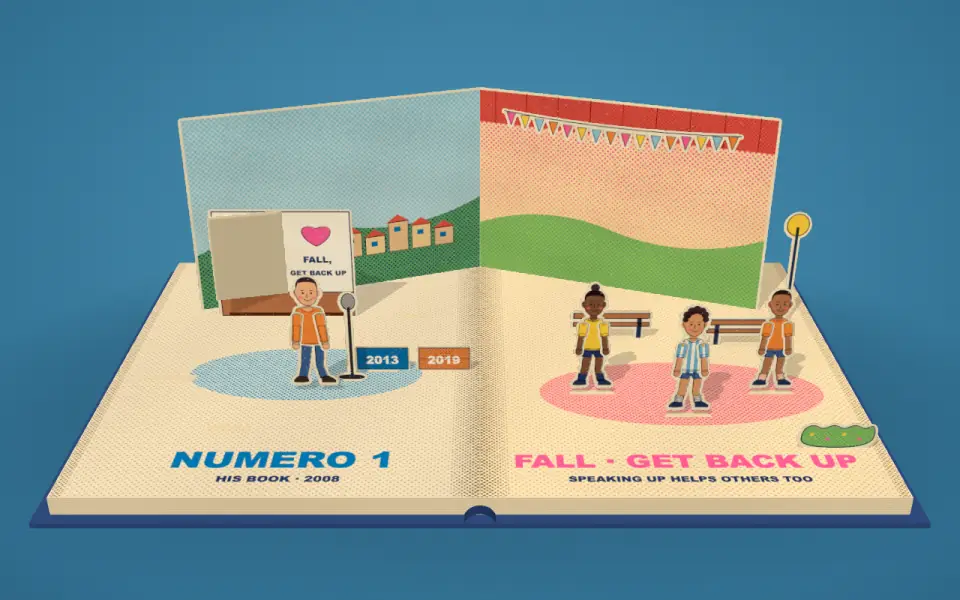 FALL,
GET BACK UP
2013
2019
NUMERO 1
HIS BOOK · 2008
FALL · GET BACK UP
SPEAKING UP HELPS OTHERS TOO